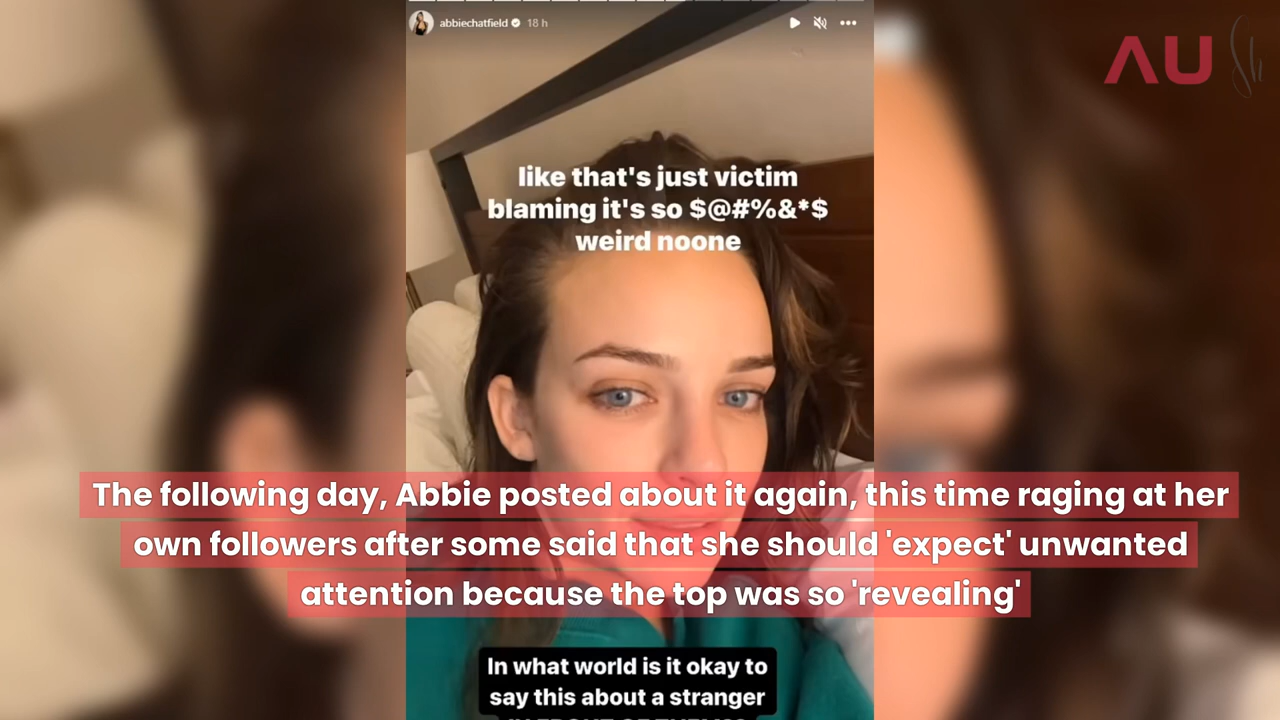 abbiechatfield 18 h
AU Sh
like that's just victim
blaming it's so $@#%&*$
weird noone
The following day, Abbie posted about it again, this time raging at her
own followers after some said that she should 'expect' unwanted
attention because the top was so 'revealing'
In what world is it okay to
say this about a stranger